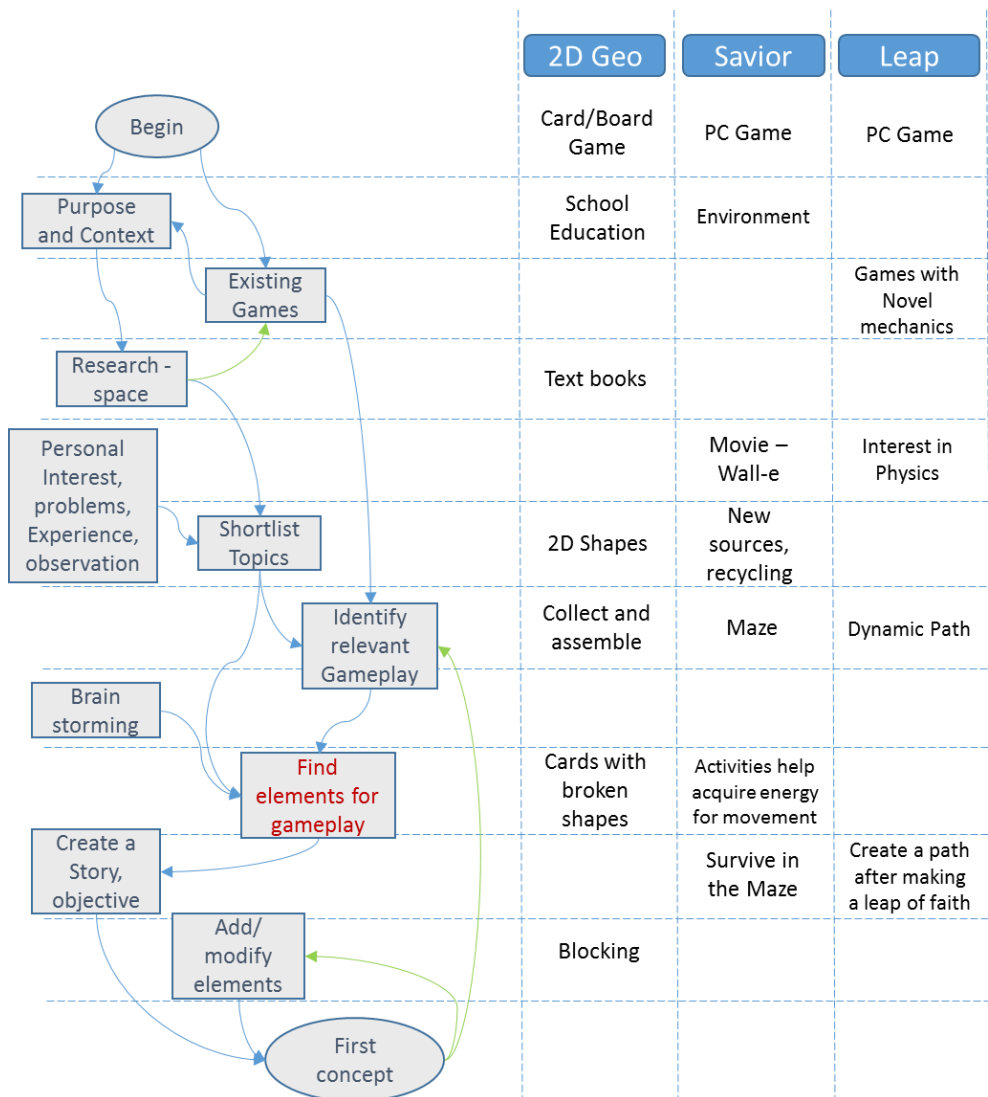 2D Geo
Savior
Leap
Begin
Card/Board
Game
PC Game
PC Game
Purpose
and Context
School
Education
Environment
Existing
Games
Games with
Novel
mechanics
Research -
space
Text books
Personal
Interest,
problems,
Experience,
observation
Movie –
Wall-e
Interest in
Physics
Shortlist
Topics
2D Shapes
New
sources,
recycling
Identify
relevant
Gameplay
Collect and
assemble
Maze
Dynamic Path
Brain
storming
Find
elements for
gameplay
Cards with
broken
shapes
Activities help
acquire energy
for movement
Create a
Story,
objective
Survive in
the Maze
Create a path
after making
a leap of faith
Add/
modify
elements
Blocking
First
concept